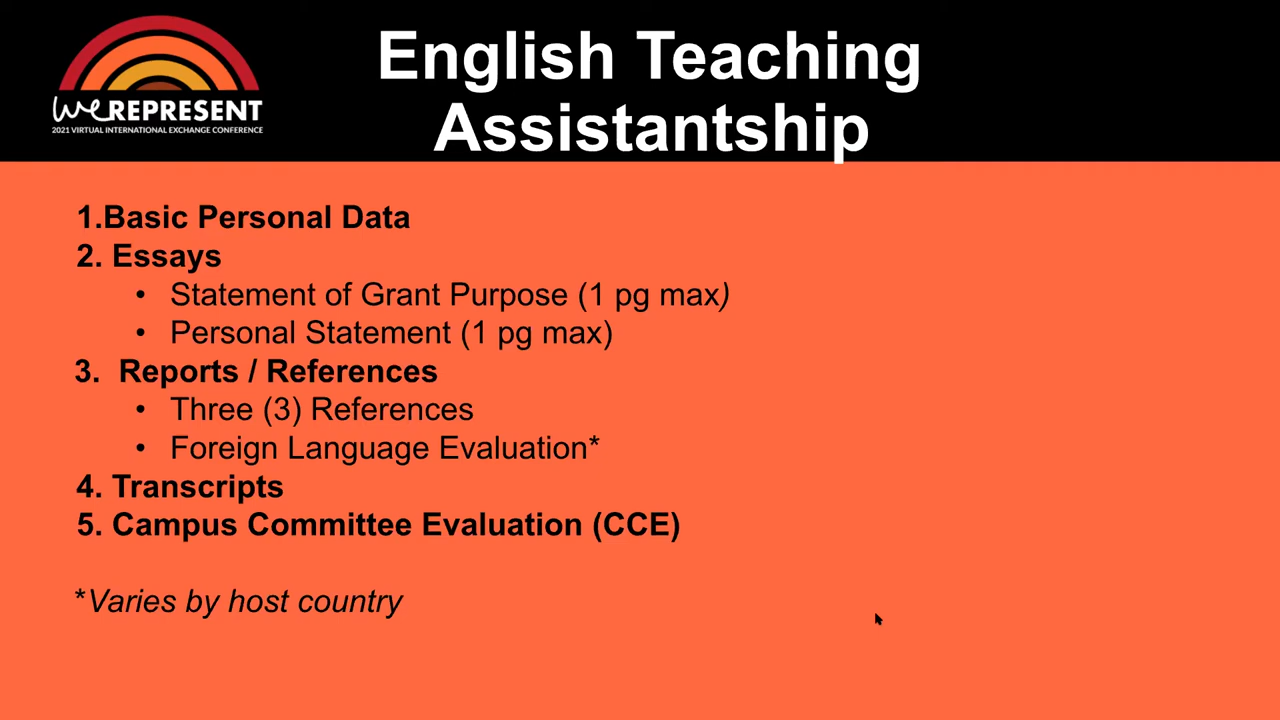 we REPRESENT
2021 VIRTUAL INTERNATIONAL EXCHANGE CONFERENCE
English Teaching
Assistantship
1.Basic Personal Data
2. Essays
• Statement of Grant Purpose (1 pg max)
• Personal Statement (1 pg max)
3. Reports / References
• Three (3) References
• Foreign Language Evaluation*
4. Transcripts
5. Campus Committee Evaluation (CCE)
*Varies by host country